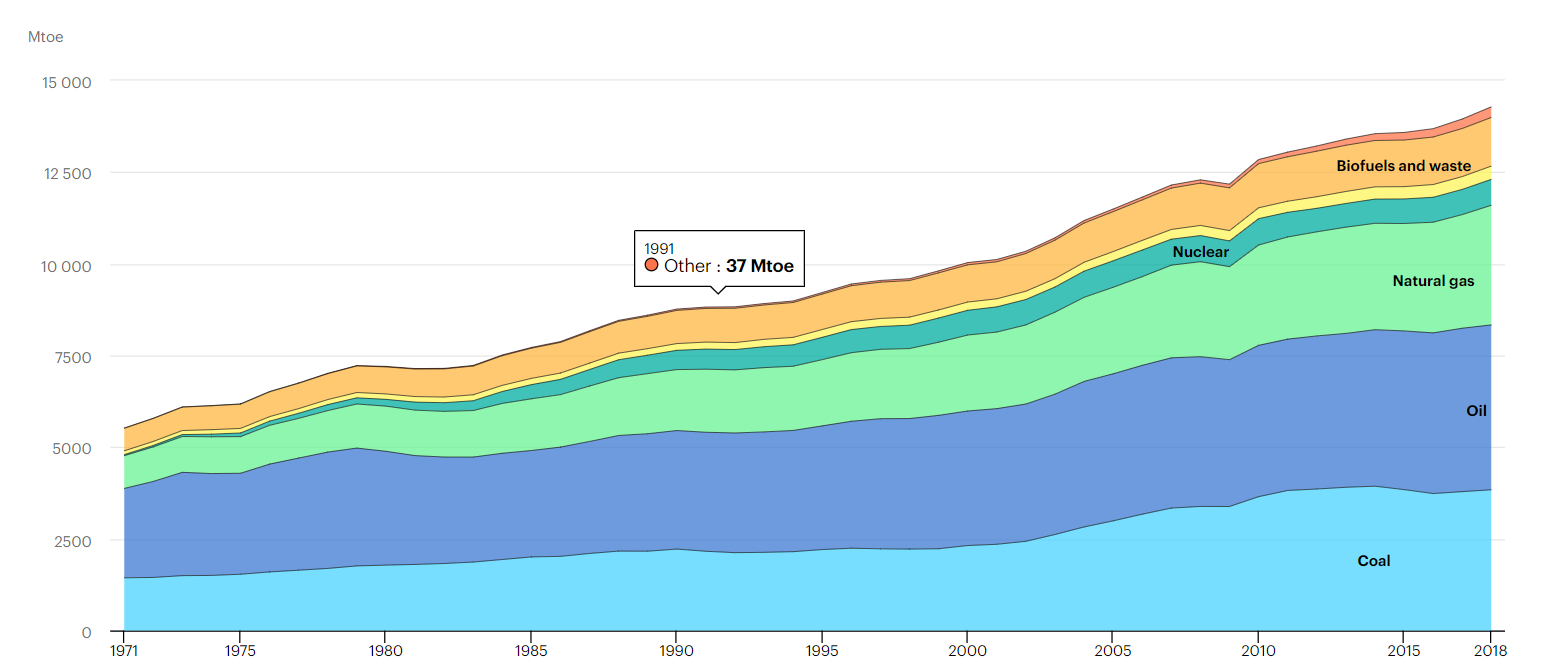 Mtoe
15 000
12 500
10 000
7500
5000
2500
0
1991
Other : 37 Mtoe
Biofuels and waste
Nuclear
Natural gas
Oil
Coal
1971 1975 1980 1985 1990 1995 2000 2005 2010 2015 2018